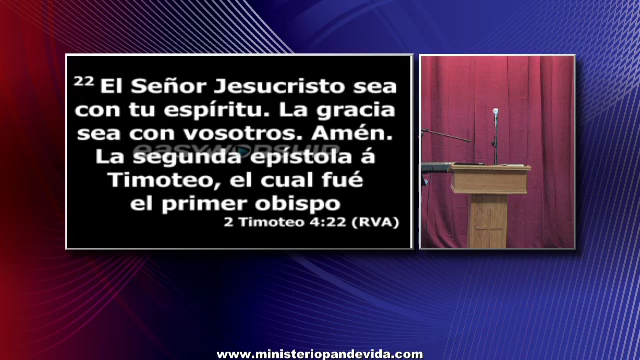 22 El Señor Jesucristo sea
con tu espíritu. La gracia
sea con vosotros. Amén.
La segunda epístola á
Timoteo, el cual fué
el primer obispo
2 Timoteo 4:22 (RVA)
easyworship
www.ministeriopandevida.com